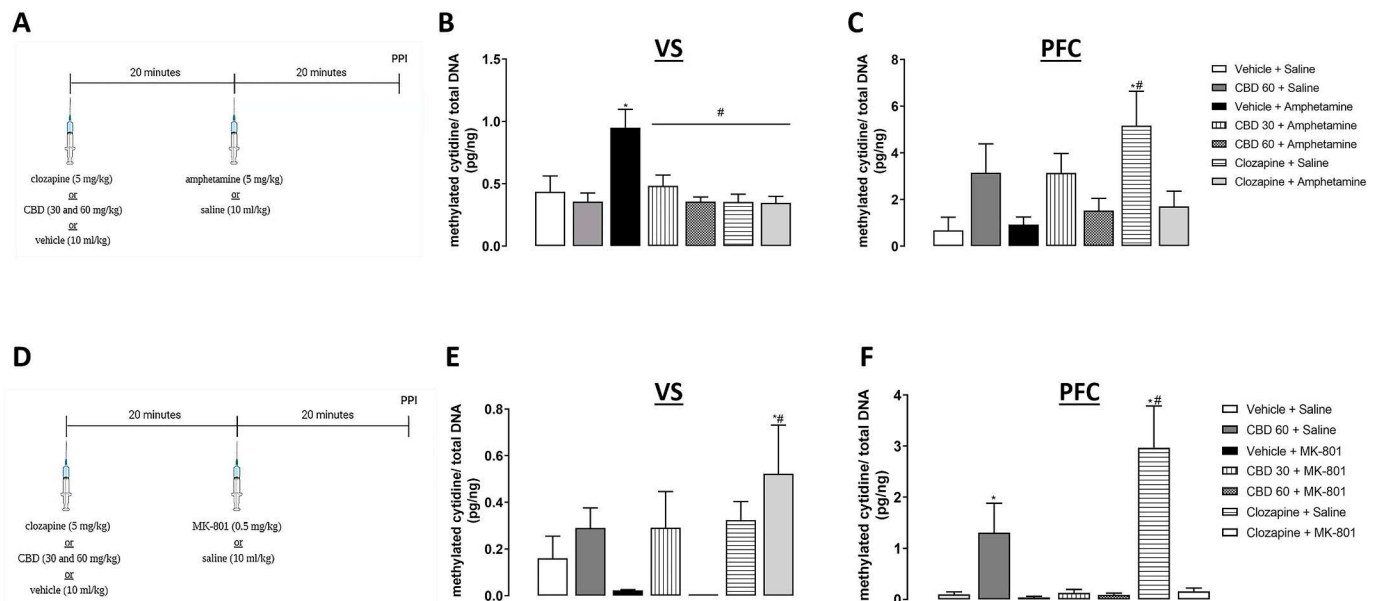 A
20 minutes
20 minutes
PPI
clozapine (5 mg/kg)
or
CBD (30 and 60 mg/kg)
or
vehicle (10 ml/kg)
amphetamine (5 mg/kg)
or
saline (10 ml/kg)
B
VS
methylated cytidine/ total DNA
(pg/ng)
1.5
1.0
0.5
0.0
*
#
C
PFC
methylated cytidine/ total DNA
(pg/ng)
8
6
4
2
0
*#
Vehicle + Saline
CBD 60 + Saline
Vehicle + Amphetamine
CBD 30 + Amphetamine
CBD 60 + Amphetamine
Clozapine + Saline
Clozapine + Amphetamine
D
20 minutes
20 minutes
PPI
clozapine (5 mg/kg)
or
CBD (30 and 60 mg/kg)
or
vehicle (10 ml/kg)
MK-801 (0.5 mg/kg)
or
saline (10 ml/kg)
E
VS
methylated cytidine/ total DNA
(pg/ng)
0.8
0.6
0.4
0.2
0.0
*#
F
PFC
methylated cytidine/ total DNA
(pg/ng)
4
3
2
1
0
*
*#
Vehicle + Saline
CBD 60 + Saline
Vehicle + MK-801
CBD 30 + MK-801
CBD 60 + MK-801
Clozapine + Saline
Clozapine + MK-801